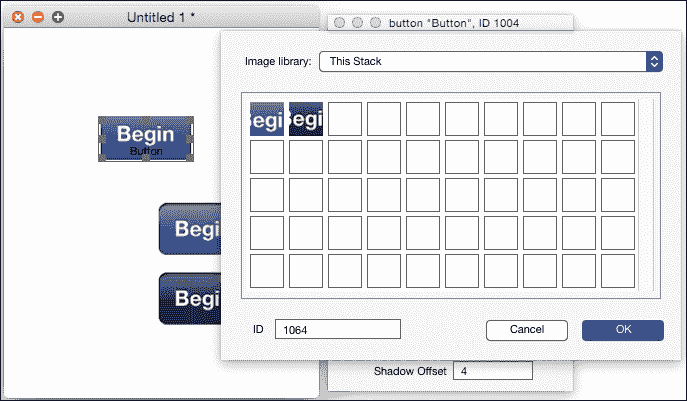 Untitled 1 *
button "Button", ID 1004
Image library: This Stack
Begin
Button
Begi
Begi
Begi
Begi
ID 1064
Cancel
OK
Shadow Offset 4